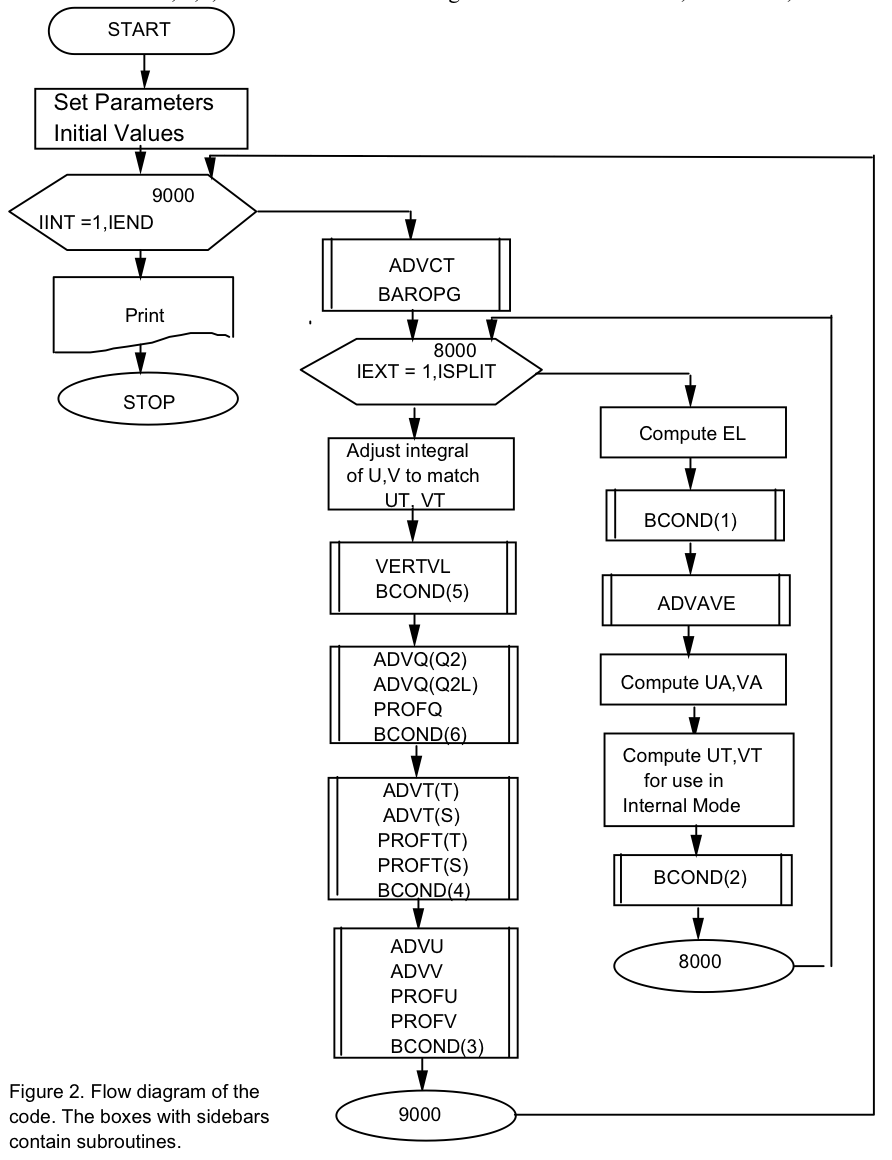 START
Set Parameters
Initial Values
9000
IINT =1,IEND
Print
STOP
ADVCT
BAROPG
8000
IEXT = 1,ISPLIT
Adjust integral
of U,V to match
UT, VT
VERTVL
BCOND(5)
ADVQ(Q2)
ADVQ(Q2L)
PROFQ
BCOND(6)
ADVT(T)
ADVT(S)
PROFT(T)
PROFT(S)
BCOND(4)
ADVU
ADVV
PROFU
PROFV
BCOND(3)
9000
Compute EL
BCOND(1)
ADVAVE
Compute UA,VA
Compute UT,VT
for use in
Internal Mode
BCOND(2)
8000
Figure 2. Flow diagram of the
code. The boxes with sidebars
contain subroutines.